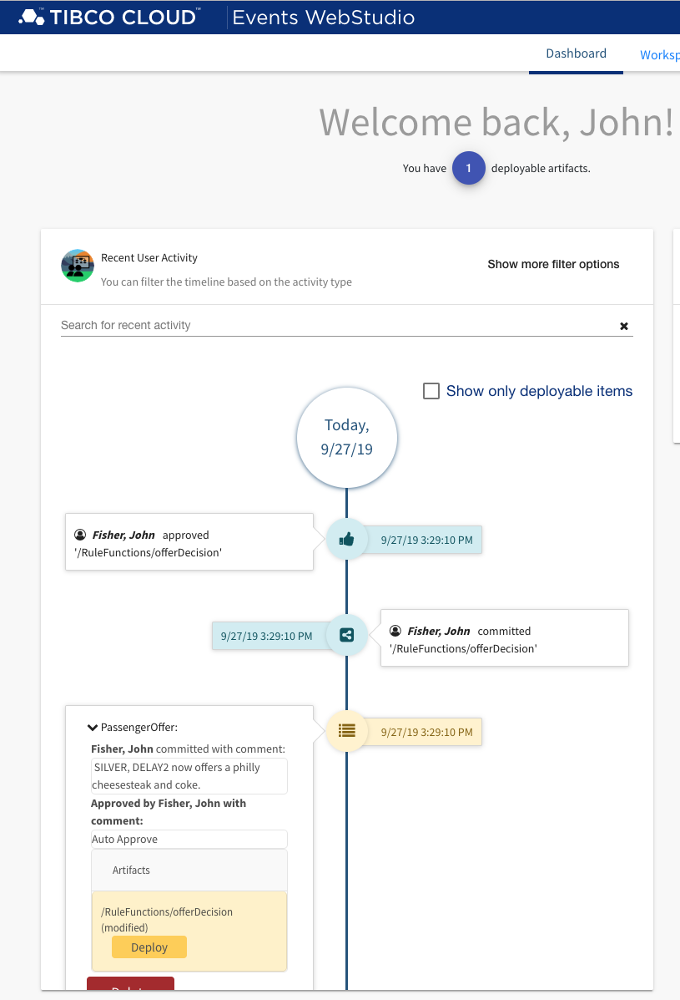 TIBCO CLOUD™ Events WebStudio
Dashboard
Welcome back, John!
You have 1 deployable artifacts.
Recent User Activity
You can filter the timeline based on the activity type
Show more filter options
Search for recent activity
Show only deployable items
Today,
9/27/19
Fisher, John approved
'/RuleFunctions/offerDecision'
9/27/19 3:29:10 PM
9/27/19 3:29:10 PM
Fisher, John committed
'/RuleFunctions/offerDecision'
PassengerOffer:
9/27/19 3:29:10 PM
Fisher, John committed with comment:
SILVER, DELAY2 now offers a philly
cheesesteak and coke.
Approved by Fisher, John with
comment:
Auto Approve
Artifacts
/RuleFunctions/offerDecision
(modified)
Deploy